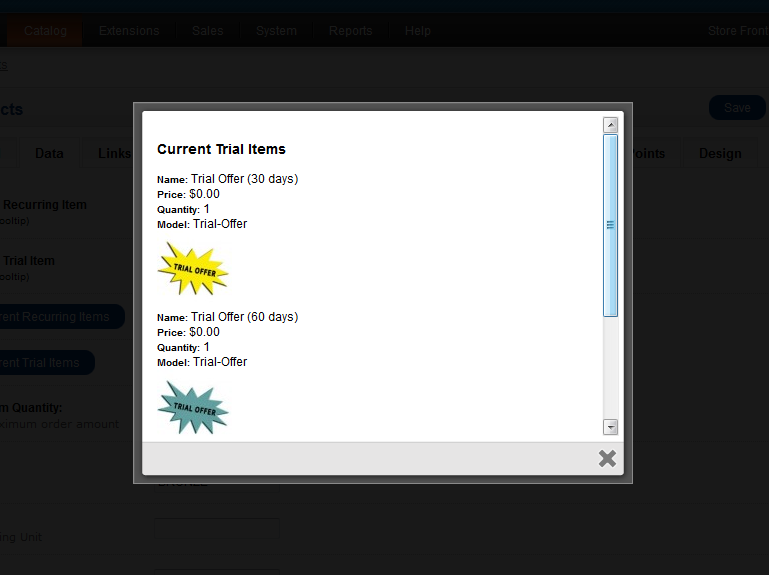 Catalog Extensions Sales System Reports Help Store Front
s
cts Save
Data Links oints Design
Recurring Item
ooltip)
Trial Item
ooltip)
rent Recurring Items
rent Trial Items
m Quantity:
ximum order amount
ing Unit
Current Trial Items
Name: Trial Offer (30 days)
Price: $0.00
Quantity: 1
Model: Trial-Offer
TRIAL OFFER
Name: Trial Offer (60 days)
Price: $0.00
Quantity: 1
Model: Trial-Offer
TRIAL OFFER